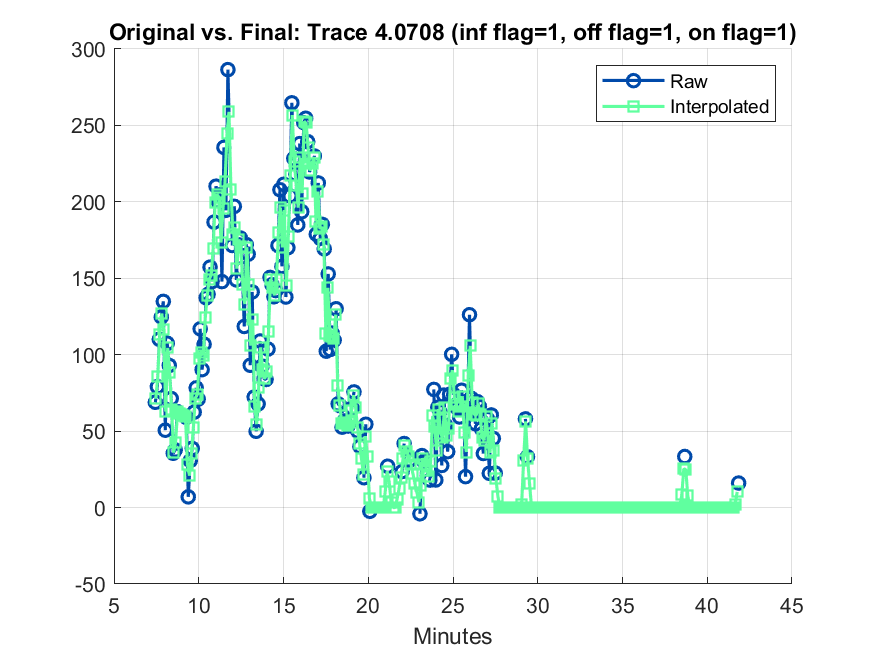 Original vs. Final: Trace 4.0708 (inf flag=1, off flag=1, on flag=1)
300
250
200
150
100
50
0
-50
5 10 15 20 25 30 35 40 45
Minutes
Raw
Interpolated